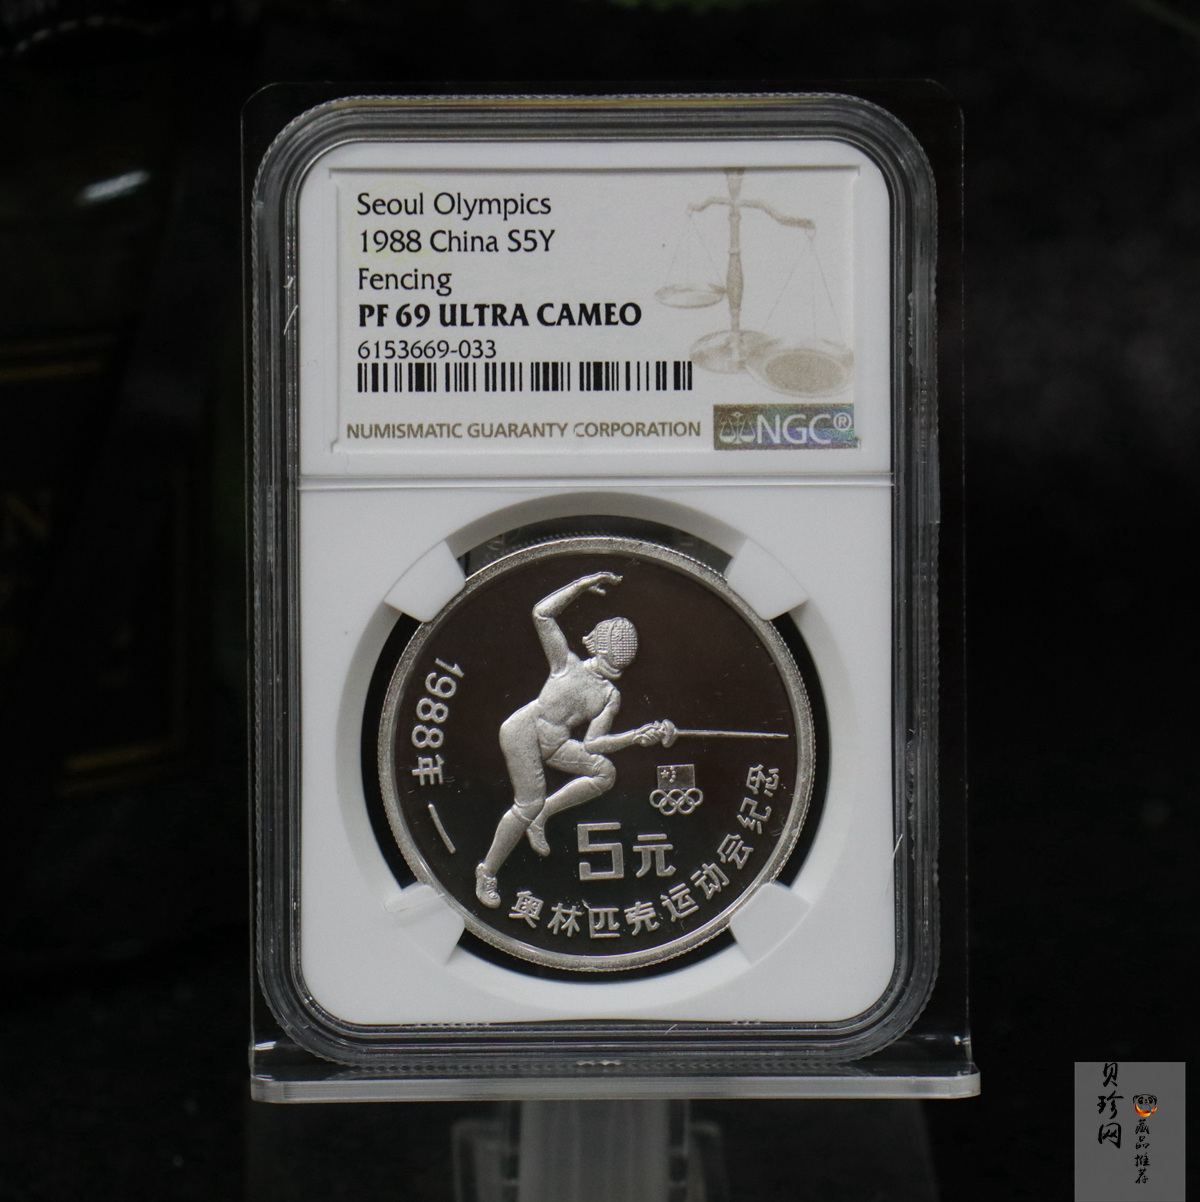 Seoul Olympics
1988 China S5Y
Fencing
PF 69 ULTRA CAMEO
6153669-033
NUMISMATIC GUARANTY CORPORATION
NGC®
1988年
5元
奥林匹克运动会纪念
贝珍网
藏品推荐